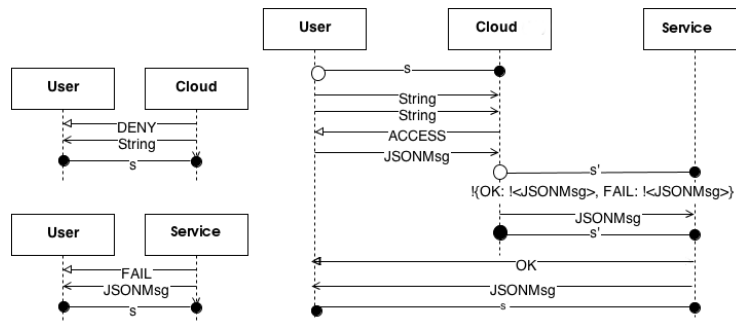 User
Cloud
DENY
String
s
User
Service
FAIL
JSONMsg
s
User
Cloud
Service
s
String
String
ACCESS
JSONMsg
s'
!{OK: !<JSONMsg>, FAIL: !<JSONMsg>}
JSONMsg
s'
OK
JSONMsg
s